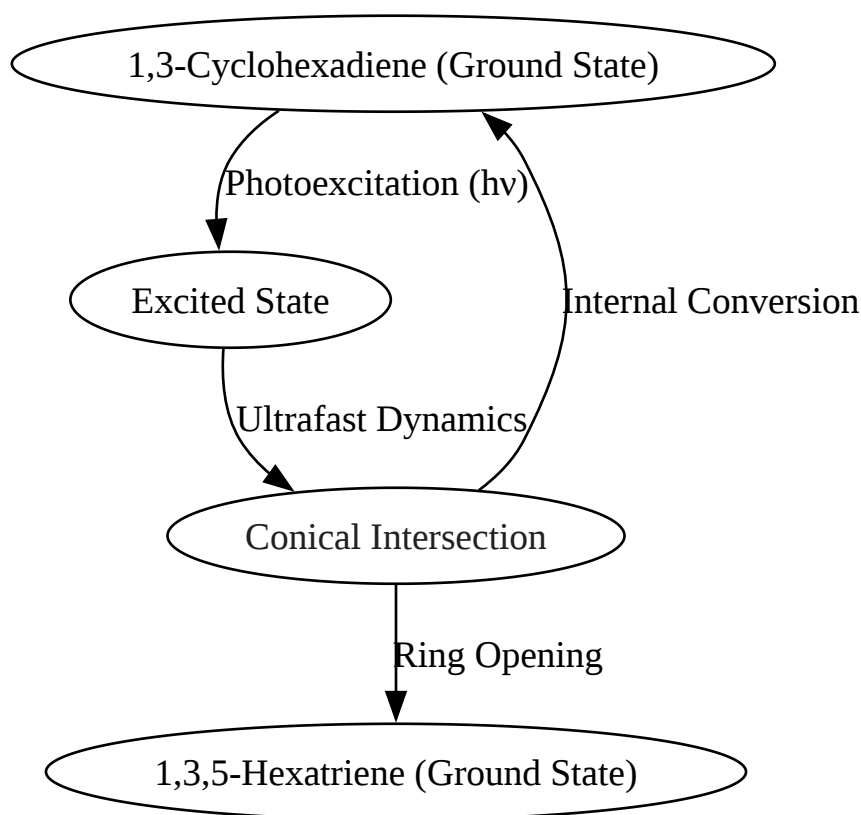 1,3-Cyclohexadiene (Ground State)
Photoexcitation (hν)
Excited State
Internal Conversion
Ultrafast Dynamics
Conical Intersection
Ring Opening
1,3,5-Hexatriene (Ground State)